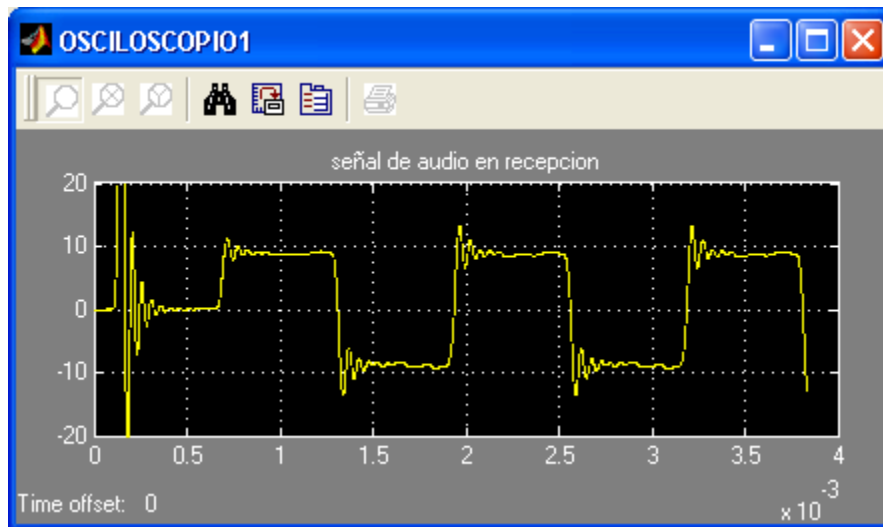 OSCILOSCOPIO1
señal de audio en recepcion
20
10
0
-10
-20
0 0.5 1 1.5 2 2.5 3 3.5 4
x 10-3
Time offset: 0